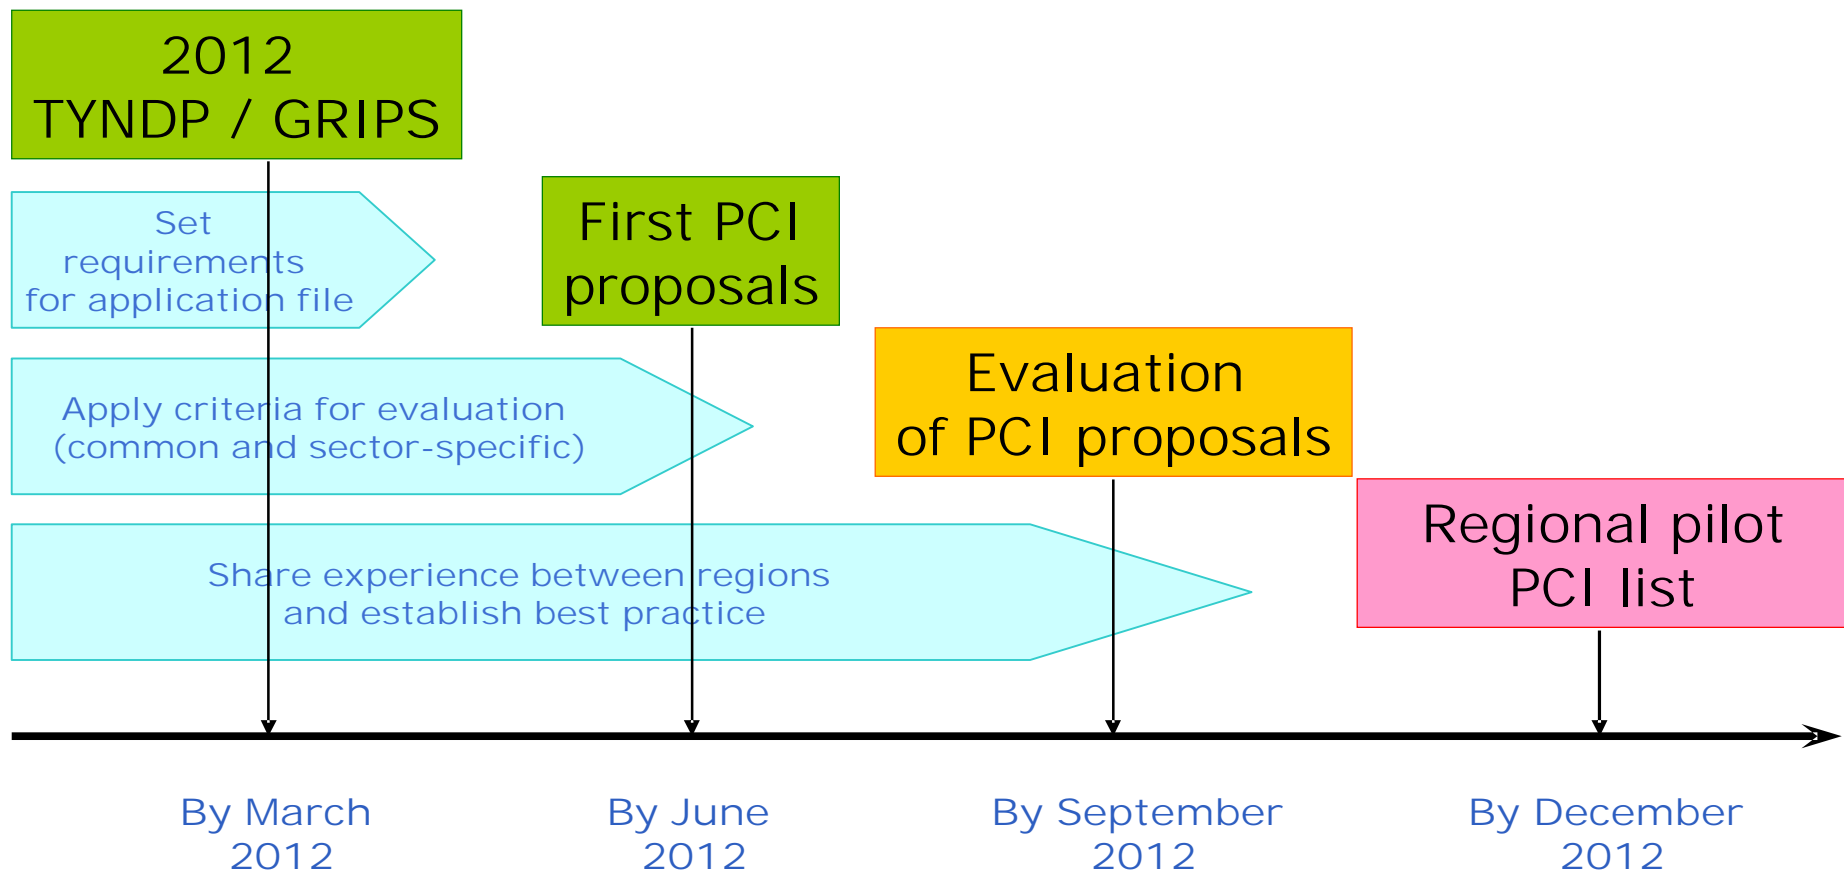 2012
TYNDP / GRIPS
Set
requirements
for application file
First PCI
proposals
Apply criteria for evaluation
(common and sector-specific)
Evaluation
of PCI proposals
Share experience between regions
and establish best practice
Regional pilot
PCI list
By March
2012
By June
2012
By September
2012
By December
2012